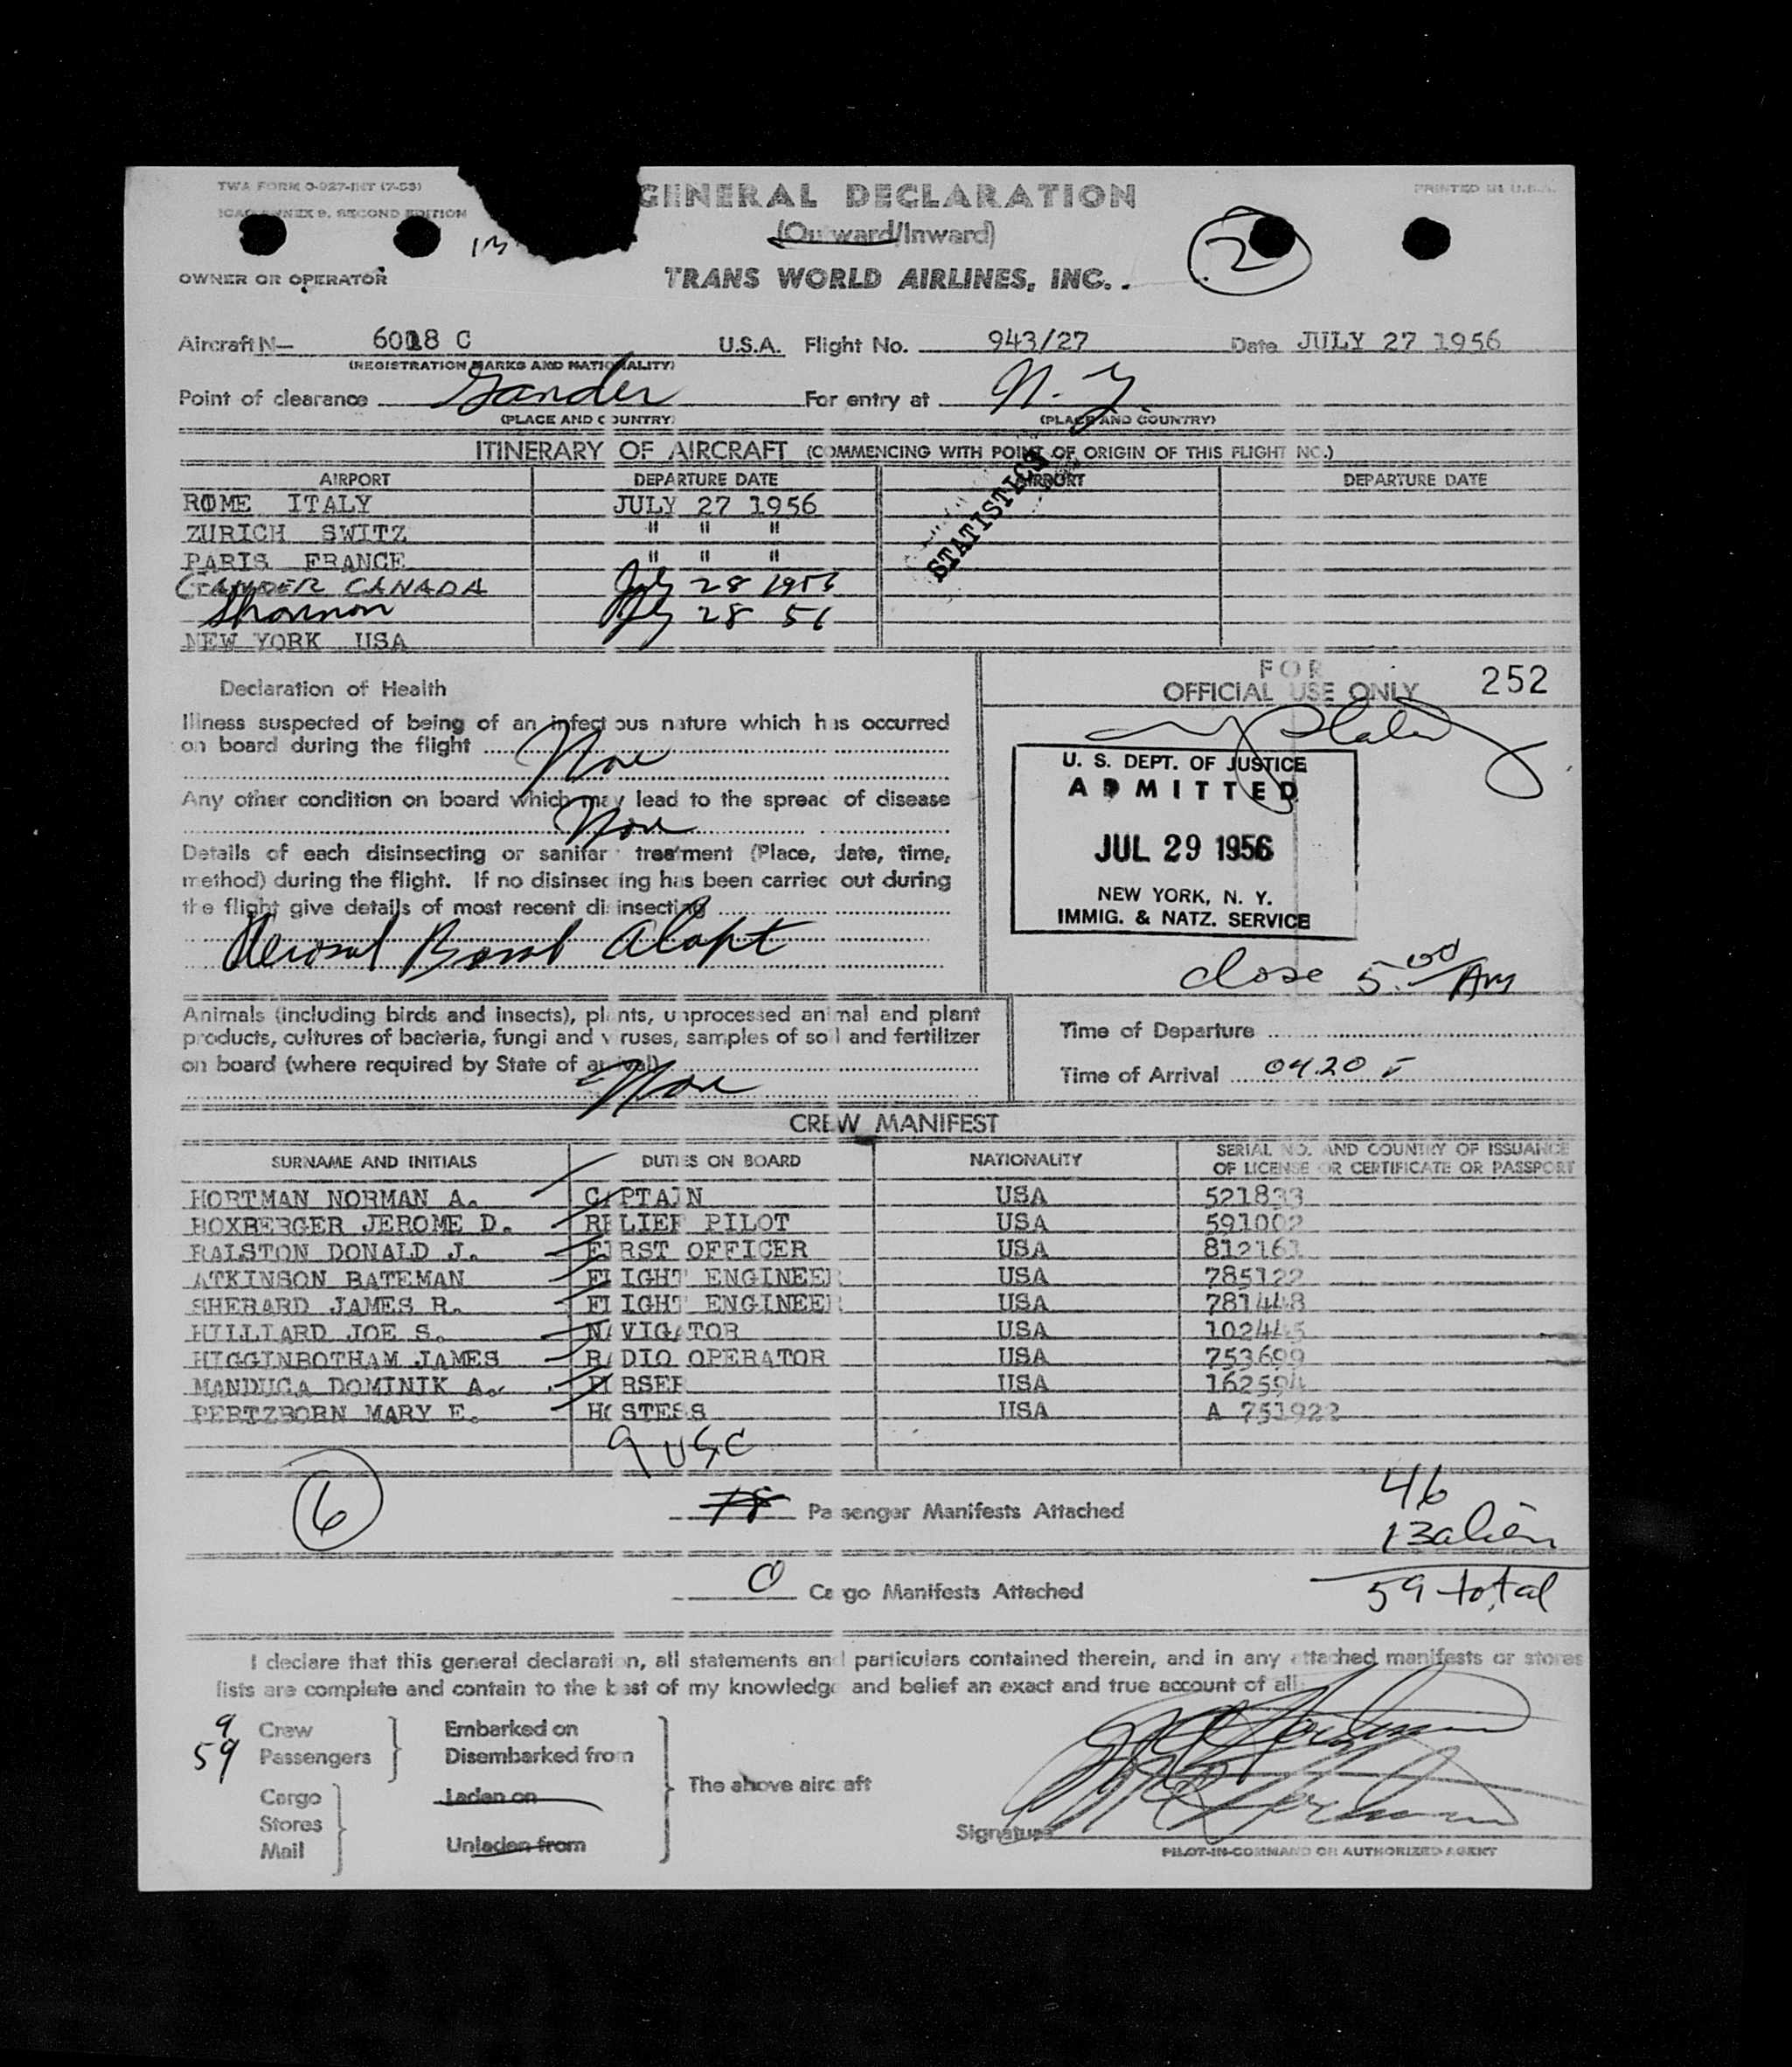 TWA FORM O-927-INT (7-53)
GENERAL DECLARATION
PRINTED IN U.S.A.
ICAO ANNEX 9, SECOND EDITION
(Outward/Inward)
2
OWNER OR OPERATOR
TRANS WORLD AIRLINES, INC.
Aircraft N— 6018 C U.S.A. Flight No. 943/27 Date JULY 27 1956
(REGISTRATION MARKS AND NATIONALITY)
Point of clearance Gander For entry at N.Y.
(PLACE AND COUNTRY) (PLACE AND COUNTRY)
ITINERARY OF AIRCRAFT (COMMENCING WITH POINT OF ORIGIN OF THIS FLIGHT NO.)
AIRPORT DEPARTURE DATE AIRPORT DEPARTURE DATE
ROME ITALY JULY 27 1956
ZURICH SWITZ " " "
STATISTICS
PARIS FRANCE " " "
GANDER CANADA July 28 1956
Shannon July 28 56
NEW YORK USA
FOR
OFFICIAL USE ONLY 252
Declaration of Health
Illness suspected of being of an infectious nature which has occurred
on board during the flight None
Any other condition on board which may lead to the spread of disease
None
Details of each disinsecting or sanitary treatment (Place, date, time,
method) during the flight. If no disinsecting has been carried out during
the flight give details of most recent disinsecting
Aerosol Bomb
U. S. DEPT. OF JUSTICE
ADMITTED
JUL 29 1956
NEW YORK, N. Y.
IMMIG. & NATZ. SERVICE
close 5:00 AM
Animals (including birds and insects), plants, unprocessed animal and plant
products, cultures of bacteria, fungi and viruses, samples of soil and fertilizer
on board (where required by State of arrival)
None
Time of Departure
Time of Arrival 0420
CREW MANIFEST
SURNAME AND INITIALS DUTIES ON BOARD NATIONALITY SERIAL NO. AND COUNTRY OF ISSUANCE
OF LICENSE OR CERTIFICATE OR PASSPORT
HORTMAN NORMAN A. CAPTAIN USA 521833
BOXBERGER JEROME D. RELIEF PILOT USA 591002
RALSTON DONALD J. FIRST OFFICER USA 812161
ATKINSON BATEMAN FLIGHT ENGINEER USA 785122
SHERARD JAMES R. FLIGHT ENGINEER USA 781448
HILLIARD JOE S. NAVIGATOR USA 102445
HIGGINBOTHAM JAMES RADIO OPERATOR USA 753699
MANDUCA DOMINIK A. PURSER USA 162594
PERTZBORN MARY E. HOSTESS USA A 751922
9 USC
6
78 Passenger Manifests Attached
46
13 alien
0 Cargo Manifests Attached
59 total
I declare that this general declaration, all statements and particulars contained therein, and in any attached manifests or stores
lists are complete and contain to the best of my knowledge and belief an exact and true account of all:
9 Crew Embarked on
59 Passengers Disembarked from
The above aircraft
Cargo Laden on
Stores
Mail Unladen from
Signature
PILOT-IN-COMMAND OR AUTHORIZED AGENT